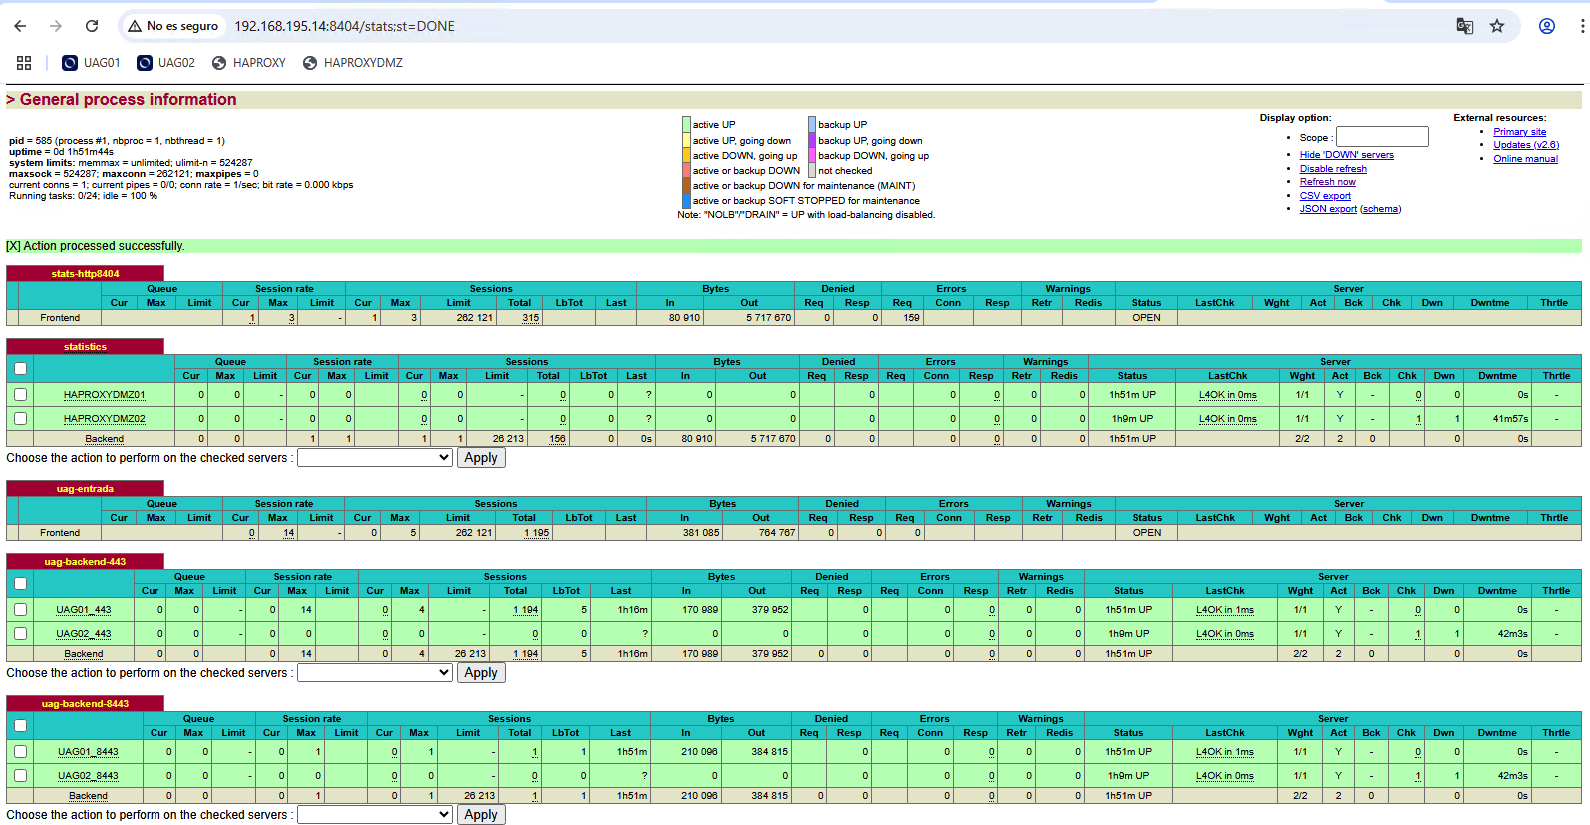 No es seguro 192.168.195.14:8404/stats;st=DONE
UAG01 UAG02 HAPROXY HAPROXYDMZ
> General process information
pid = 585 (process #1, nbproc = 1, nbthread = 1)
uptime = 0d 1h51m44s
system limits: memmax = unlimited; ulimit-n = 524287
maxsock = 524287; maxconn = 262121; maxpipes = 0
current conns = 1; current pipes = 0/0; conn rate = 1/sec; bit rate = 0.000 kbps
Running tasks: 0/24; idle = 100 %
active UP backup UP
active UP, going down backup UP, going down
active DOWN, going up backup DOWN, going up
active or backup DOWN not checked
active or backup DOWN for maintenance (MAINT)
active or backup SOFT STOPPED for maintenance
Note: "NOLB"/"DRAIN" = UP with load-balancing disabled.
Display option:
Scope :
Hide 'DOWN' servers
Disable refresh
Refresh now
CSV export
JSON export (schema)
External resources:
Primary site
Updates (v2.6)
Online manual
[X] Action processed successfully.
stats-http8404
Queue Session rate Sessions Bytes Denied Errors Warnings Server
Cur Max Limit Cur Max Limit Cur Max Limit Total LbTot Last In Out Req Resp Req Conn Resp Retr Redis Status LastChk Wght Act Bck Chk Dwn Dwntme Thrtle
Frontend 1 3 - 1 3 262 121 315 80 910 5 717 670 0 0 159 OPEN
statistics
Queue Session rate Sessions Bytes Denied Errors Warnings Server
Cur Max Limit Cur Max Limit Cur Max Limit Total LbTot Last In Out Req Resp Req Conn Resp Retr Redis Status LastChk Wght Act Bck Chk Dwn Dwntme Thrtle
HAPROXYDMZ01 0 0 - 0 0 0 0 - 0 0 ? 0 0 0 0 0 0 0 1h51m UP L4OK in 0ms 1/1 Y - 0 0 0s -
HAPROXYDMZ02 0 0 - 0 0 0 0 - 0 0 ? 0 0 0 0 0 0 0 1h9m UP L4OK in 0ms 1/1 Y - 1 1 41m57s -
Backend 0 0 1 1 1 1 26 213 156 0 0s 80 910 5 717 670 0 0 0 0 0 0 1h51m UP 2/2 2 0 0 0s
Choose the action to perform on the checked servers : Apply
uag-entrada
Queue Session rate Sessions Bytes Denied Errors Warnings Server
Cur Max Limit Cur Max Limit Cur Max Limit Total LbTot Last In Out Req Resp Req Conn Resp Retr Redis Status LastChk Wght Act Bck Chk Dwn Dwntme Thrtle
Frontend 0 14 - 0 5 262 121 1 195 381 085 764 767 0 0 0 OPEN
uag-backend-443
Queue Session rate Sessions Bytes Denied Errors Warnings Server
Cur Max Limit Cur Max Limit Cur Max Limit Total LbTot Last In Out Req Resp Req Conn Resp Retr Redis Status LastChk Wght Act Bck Chk Dwn Dwntme Thrtle
UAG01_443 0 0 - 0 14 0 4 - 1 194 5 1h16m 170 989 379 952 0 0 0 0 0 1h51m UP L4OK in 1ms 1/1 Y - 0 0 0s -
UAG02_443 0 0 - 0 0 0 0 - 0 0 ? 0 0 0 0 0 0 0 1h9m UP L4OK in 0ms 1/1 Y - 1 1 42m3s -
Backend 0 0 0 14 0 4 26 213 1 194 5 1h16m 170 989 379 952 0 0 0 0 0 0 1h51m UP 2/2 2 0 0 0s
Choose the action to perform on the checked servers : Apply
uag-backend-8443
Queue Session rate Sessions Bytes Denied Errors Warnings Server
Cur Max Limit Cur Max Limit Cur Max Limit Total LbTot Last In Out Req Resp Req Conn Resp Retr Redis Status LastChk Wght Act Bck Chk Dwn Dwntme Thrtle
UAG01_8443 0 0 - 0 1 0 1 - 1 1 1h51m 210 096 384 815 0 0 0 0 0 1h51m UP L4OK in 1ms 1/1 Y - 0 0 0s -
UAG02_8443 0 0 - 0 0 0 0 - 0 0 ? 0 0 0 0 0 0 0 1h9m UP L4OK in 0ms 1/1 Y - 1 1 42m3s -
Backend 0 0 0 1 0 1 26 213 1 1 1h51m 210 096 384 815 0 0 0 0 0 0 1h51m UP 2/2 2 0 0 0s
Choose the action to perform on the checked servers : Apply